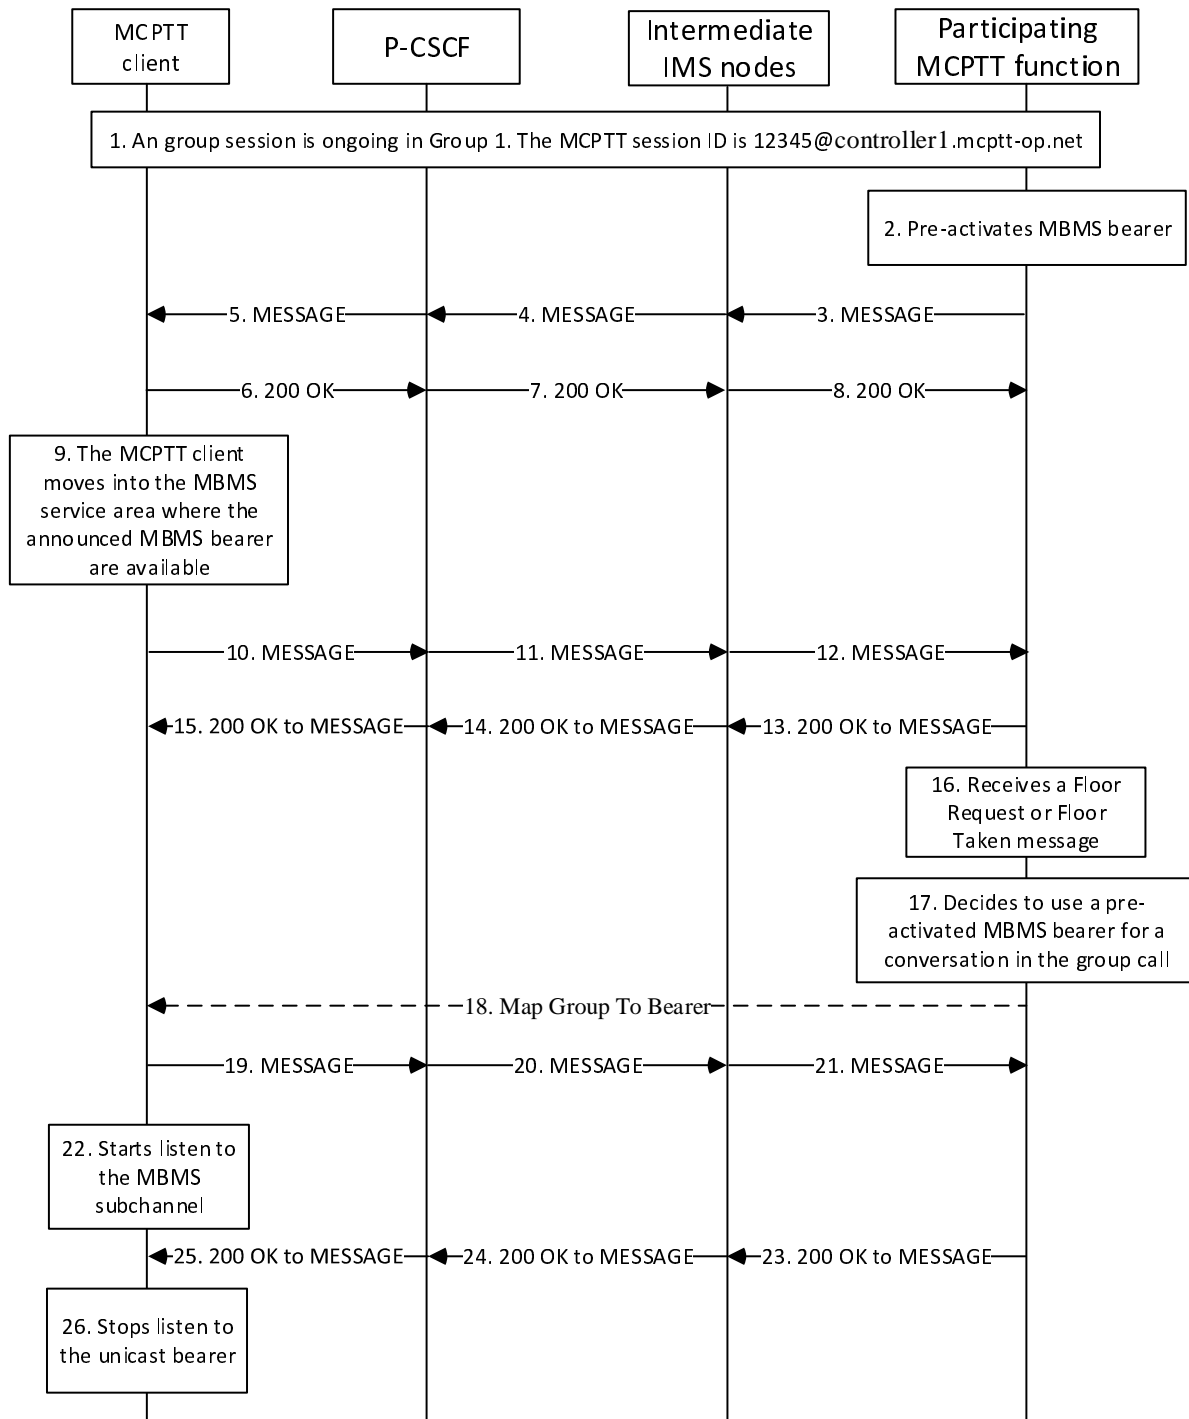 MCPTT
client
P-CSCF
Intermediate
IMS nodes
Participating
MCPTT function
1. An group session is ongoing in Group 1. The MCPTT session ID is 12345@controller1.mcptt-op.net
2. Pre-activates MBMS bearer
5. MESSAGE
4. MESSAGE
3. MESSAGE
6. 200 OK
7. 200 OK
8. 200 OK
9. The MCPTT client
moves into the MBMS
service area where the
announced MBMS bearer
are available
10. MESSAGE
11. MESSAGE
12. MESSAGE
15. 200 OK to MESSAGE
14. 200 OK to MESSAGE
13. 200 OK to MESSAGE
16. Receives a Floor
Request or Floor
Taken message
17. Decides to use a pre-
activated MBMS bearer for a
conversation in the group call
18. Map Group To Bearer
19. MESSAGE
20. MESSAGE
21. MESSAGE
22. Starts listen to
the MBMS
subchannel
25. 200 OK to MESSAGE
24. 200 OK to MESSAGE
23. 200 OK to MESSAGE
26. Stops listen to
the unicast bearer